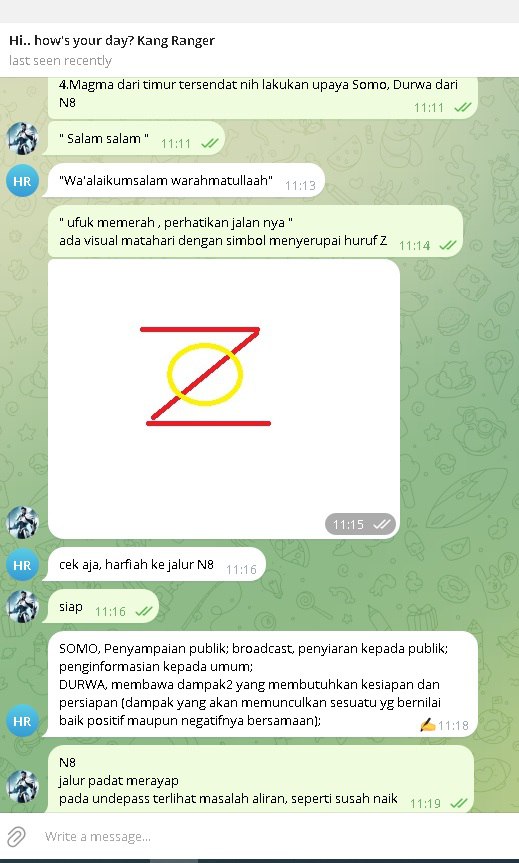 Hi.. how's your day? Kang Ranger
last seen recently
4.Magma dari timur tersendat nih lakukan upaya Somo, Durwa dari
N8
11:11
" Salam salam "
11:11
HR
"Wa'alaikumsalam warahmatullaah"
11:13
" ufuk memerah , perhatikan jalan nya "
ada visual matahari dengan simbol menyerupai huruf Z
11:14
11:15
HR
cek aja, harfiah ke jalur N8
11:16
siap
11:16
SOMO, Penyampaian publik; broadcast, penyiaran kepada publik;
penginformasian kepada umum;
DURWA, membawa dampak2 yang membutuhkan kesiapan dan
persiapan (dampak yang akan memunculkan sesuatu yg bernilai
baik positif maupun negatifnya bersamaan);
HR
✍️ 11:18
N8
jalur padat merayap
pada undepass terlihat masalah aliran, seperti susah naik
11:19
Write a message...